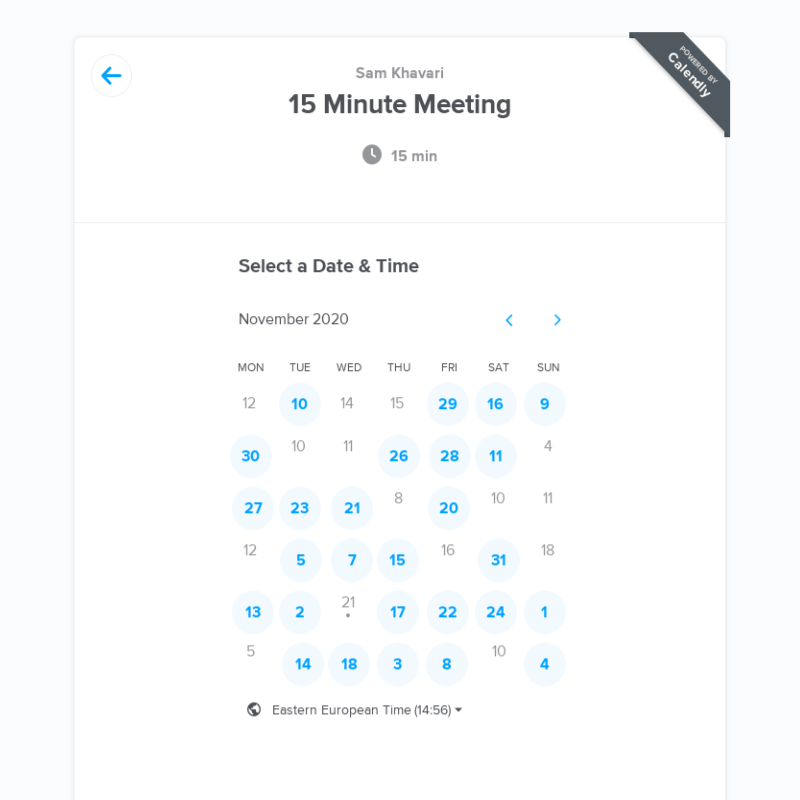 POWERED BY
Calendly
Sam Khavari
15 Minute Meeting
15 min
Select a Date & Time
November 2020
MON TUE WED THU FRI SAT SUN
12 10 14 15 29 16 9
30 10 11 26 28 11 4
27 23 21 8 20 10 11
12 5 7 15 16 31 18
13 2 21 17 22 24 1
5 14 18 3 8 10 4
Eastern European Time (14:56)